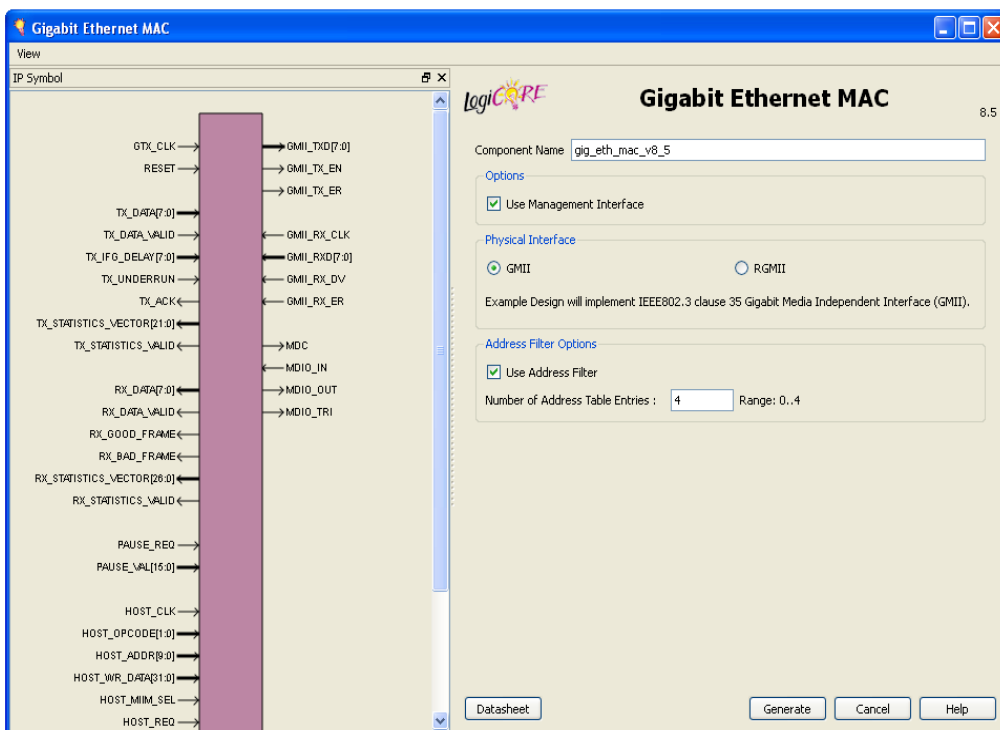 Gigabit Ethernet MAC
View
IP Symbol
GTX_CLK
RESET
TX_DATA[7:0]
TX_DATA_VALID
TX_IFG_DELAY[7:0]
TX_UNDERRUN
TX_ACK
TX_STATISTICS_VECTOR[21:0]
TX_STATISTICS_VALID
RX_DATA[7:0]
RX_DATA_VALID
RX_GOOD_FRAME
RX_BAD_FRAME
RX_STATISTICS_VECTOR[26:0]
RX_STATISTICS_VALID
PAUSE_REQ
PAUSE_VAL[15:0]
HOST_CLK
HOST_OPCODE[1:0]
HOST_ADDR[9:0]
HOST_WR_DATA[31:0]
HOST_MIIM_SEL
HOST_REQ
GMII_TXD[7:0]
GMII_TX_EN
GMII_TX_ER
GMII_RX_CLK
GMII_RXD[7:0]
GMII_RX_DV
GMII_RX_ER
MDC
MDIO_IN
MDIO_OUT
MDIO_TRI
LogiCORE
Gigabit Ethernet MAC
8.5
Component Name gig_eth_mac_v8_5
Options
Use Management Interface
Physical Interface
GMII RGMII
Example Design will implement IEEE802.3 clause 35 Gigabit Media Independent Interface (GMII).
Address Filter Options
Use Address Filter
Number of Address Table Entries : 4 Range: 0..4
Datasheet Generate Cancel Help